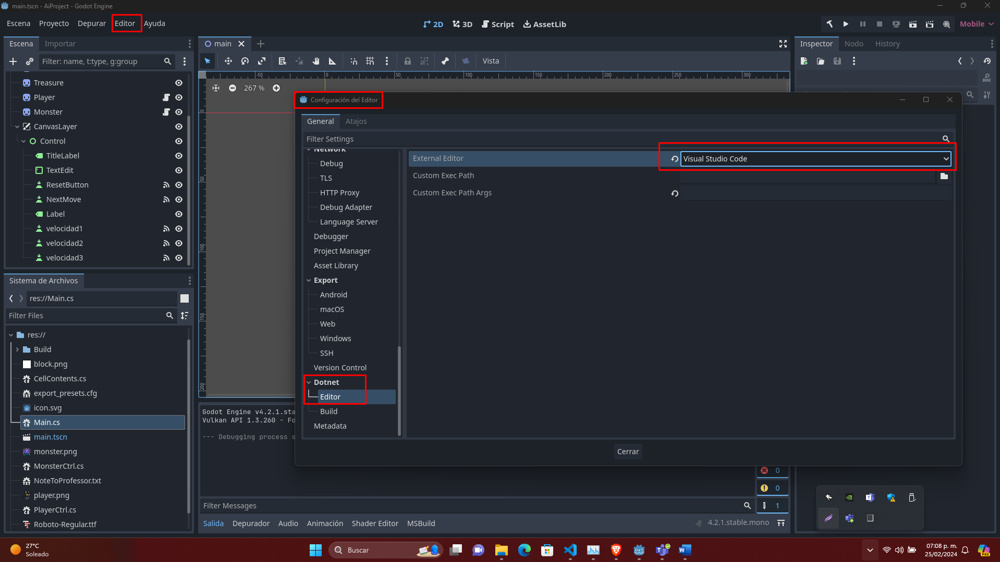 main.tscn - AiProject - Godot Engine
Escena Proyecto Depurar Editor Ayuda
2D 3D Script AssetLib
Mobile
Escena Importar
main
Inspector Nodo History
Filter: name, t:type, g:group
Vista
-50 0 50 100 150 200 250 300
Treasure
267 %
Player
Monster
CanvasLayer
Control
TitleLabel
TextEdit
ResetButton
NextMove
Label
velocidad1
velocidad2
velocidad3
0
50
100
150
200
Configuración del Editor
General Atajos
Filter Settings
Network
Debug
TLS
HTTP Proxy
Debug Adapter
Language Server
Debugger
Project Manager
Asset Library
Export
Android
macOS
Web
Windows
SSH
Version Control
Dotnet
Editor
Build
Metadata
External Editor Visual Studio Code
Custom Exec Path
Custom Exec Path Args
Cerrar
DOC
Sistema de Archivos
res://Main.cs
Filter Files
res://
Build
block.png
CellContents.cs
export_presets.cfg
icon.svg
Main.cs
main.tscn
monster.png
MonsterCtrl.cs
NoteToProfessor.txt
player.png
PlayerCtrl.cs
Roboto-Regular.ttf
Godot Engine v4.2.1.sta
Vulkan API 1.3.260 - Fo
--- Debugging process s
0
0
1
Filter Messages
Salida Depurador Audio Animación Shader Editor MSBuild
4.2.1.stable.mono
27°C
Soleado
Buscar
07:08 p. m.
25/02/2024
PRE